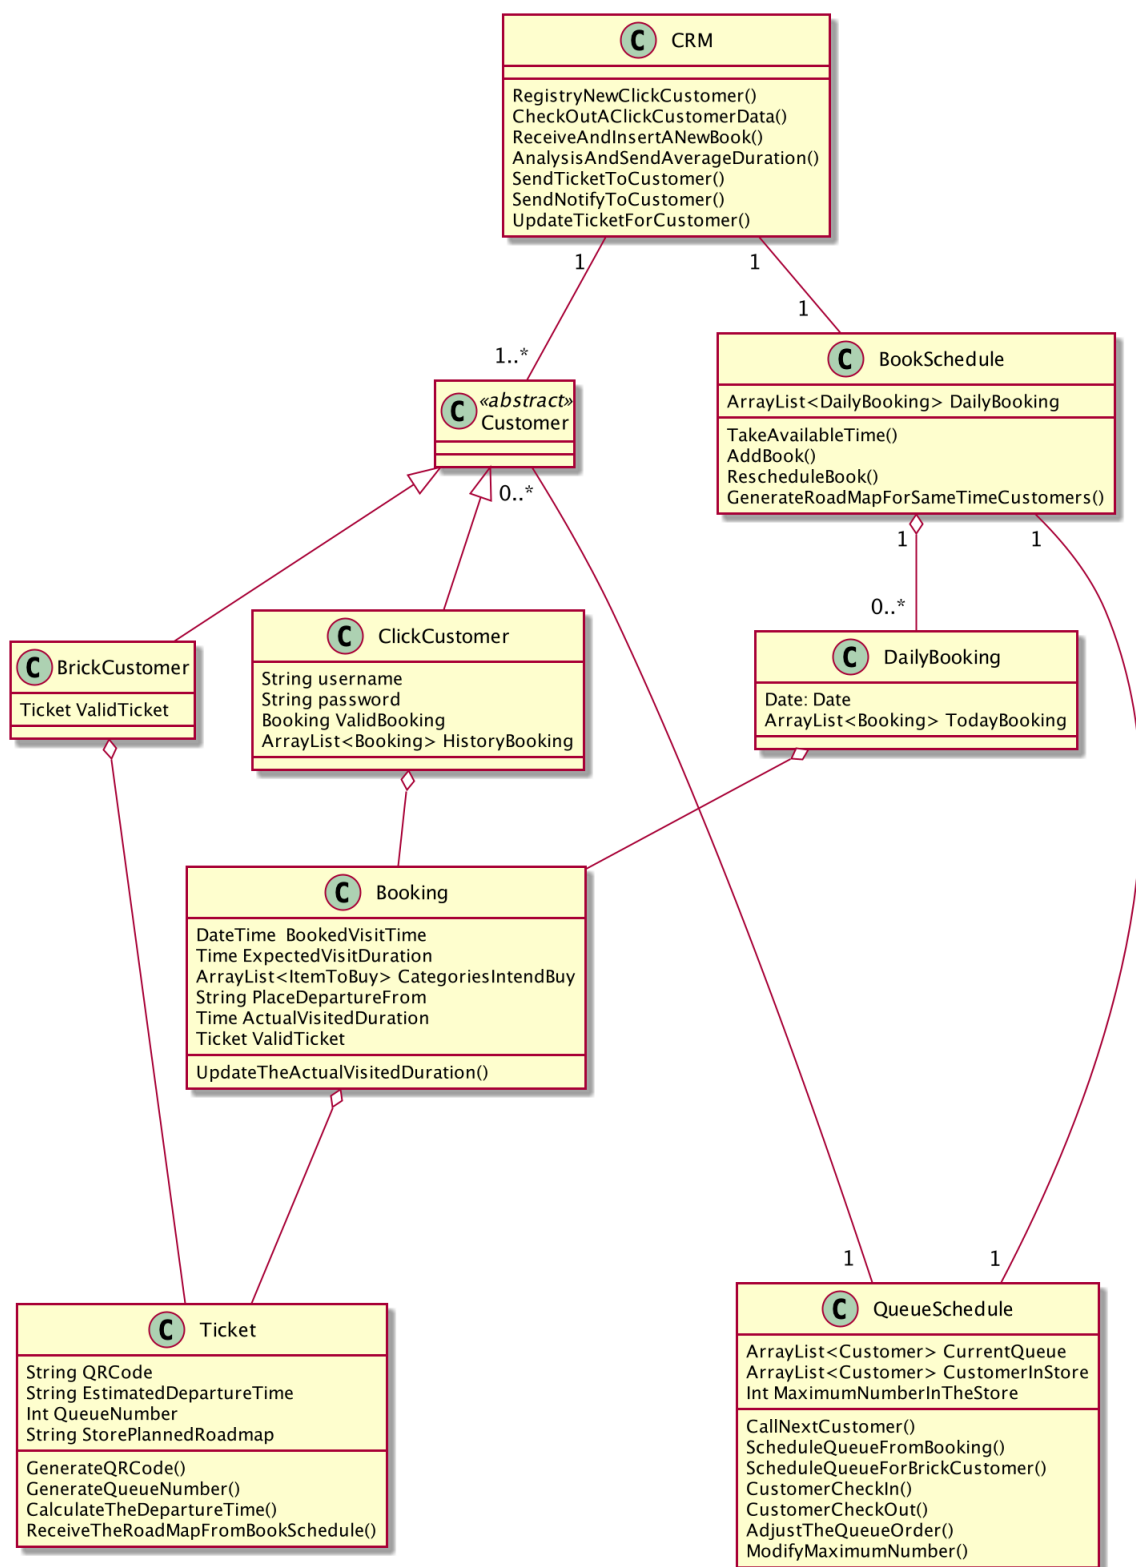 C CRM
RegistryNewClickCustomer()
CheckOutAClickCustomerData()
ReceiveAndInsertANewBook()
AnalysisAndSendAverageDuration()
SendTicketToCustomer()
SendNotifyToCustomer()
UpdateTicketForCustomer()
1
1
1
1..*
C BookSchedule
ArrayList<DailyBooking> DailyBooking
TakeAvailableTime()
AddBook()
RescheduleBook()
GenerateRoadMapForSameTimeCustomers()
C «abstract»
Customer
0..*
1
1
0..*
C BrickCustomer
Ticket ValidTicket
C ClickCustomer
String username
String password
Booking ValidBooking
ArrayList<Booking> HistoryBooking
C DailyBooking
Date: Date
ArrayList<Booking> TodayBooking
C Booking
DateTime  BookedVisitTime
Time ExpectedVisitDuration
ArrayList<ItemToBuy> CategoriesIntendBuy
String PlaceDepartureFrom
Time ActualVisitedDuration
Ticket ValidTicket
UpdateTheActualVisitedDuration()
1
1
C Ticket
String QRCode
String EstimatedDepartureTime
Int QueueNumber
String StorePlannedRoadmap
GenerateQRCode()
GenerateQueueNumber()
CalculateTheDepartureTime()
ReceiveTheRoadMapFromBookSchedule()
C QueueSchedule
ArrayList<Customer> CurrentQueue
ArrayList<Customer> CustomerInStore
Int MaximumNumberInTheStore
CallNextCustomer()
ScheduleQueueFromBooking()
ScheduleQueueForBrickCustomer()
CustomerCheckIn()
CustomerCheckOut()
AdjustTheQueueOrder()
ModifyMaximumNumber()